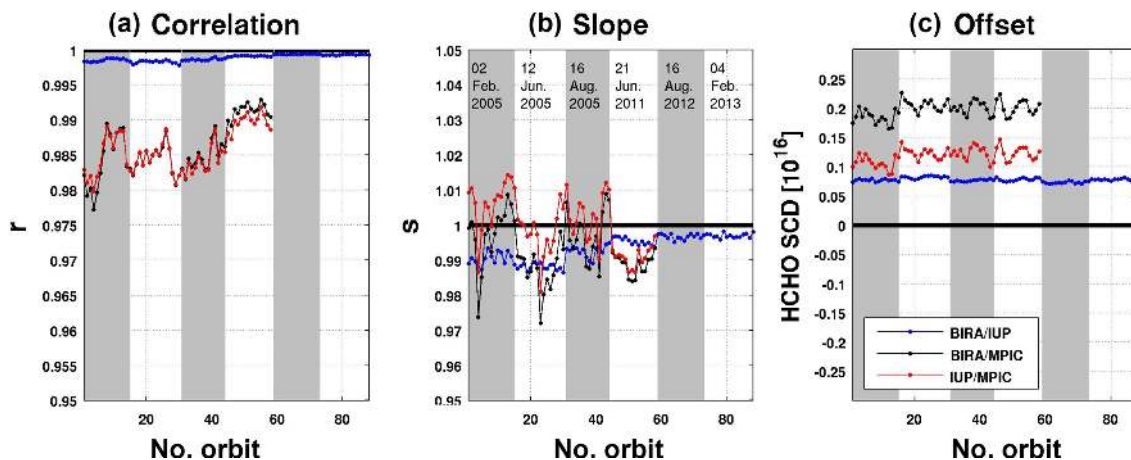 (a) Correlation
1
0.995
0.99
0.985
0.98
0.975
0.97
0.965
0.96
0.955
0.95
r
20 40 60 80
No. orbit
(b) Slope
1.05
1.04
1.03
1.02
1.01
1
0.99
0.98
0.97
0.96
0.95
s
02 12 16 21 16 04
Feb. Jun. Aug. Jun. Aug. Feb.
2005 2005 2005 2011 2012 2013
20 40 60 80
No. orbit
(c) Offset
0.25
0.2
0.15
0.1
0.05
0
-0.05
-0.1
-0.15
-0.2
-0.25
HCHO SCD [10^16]
BIRA/IUP
BIRA/MPIC
IUP/MPIC
20 40 60 80
No. orbit